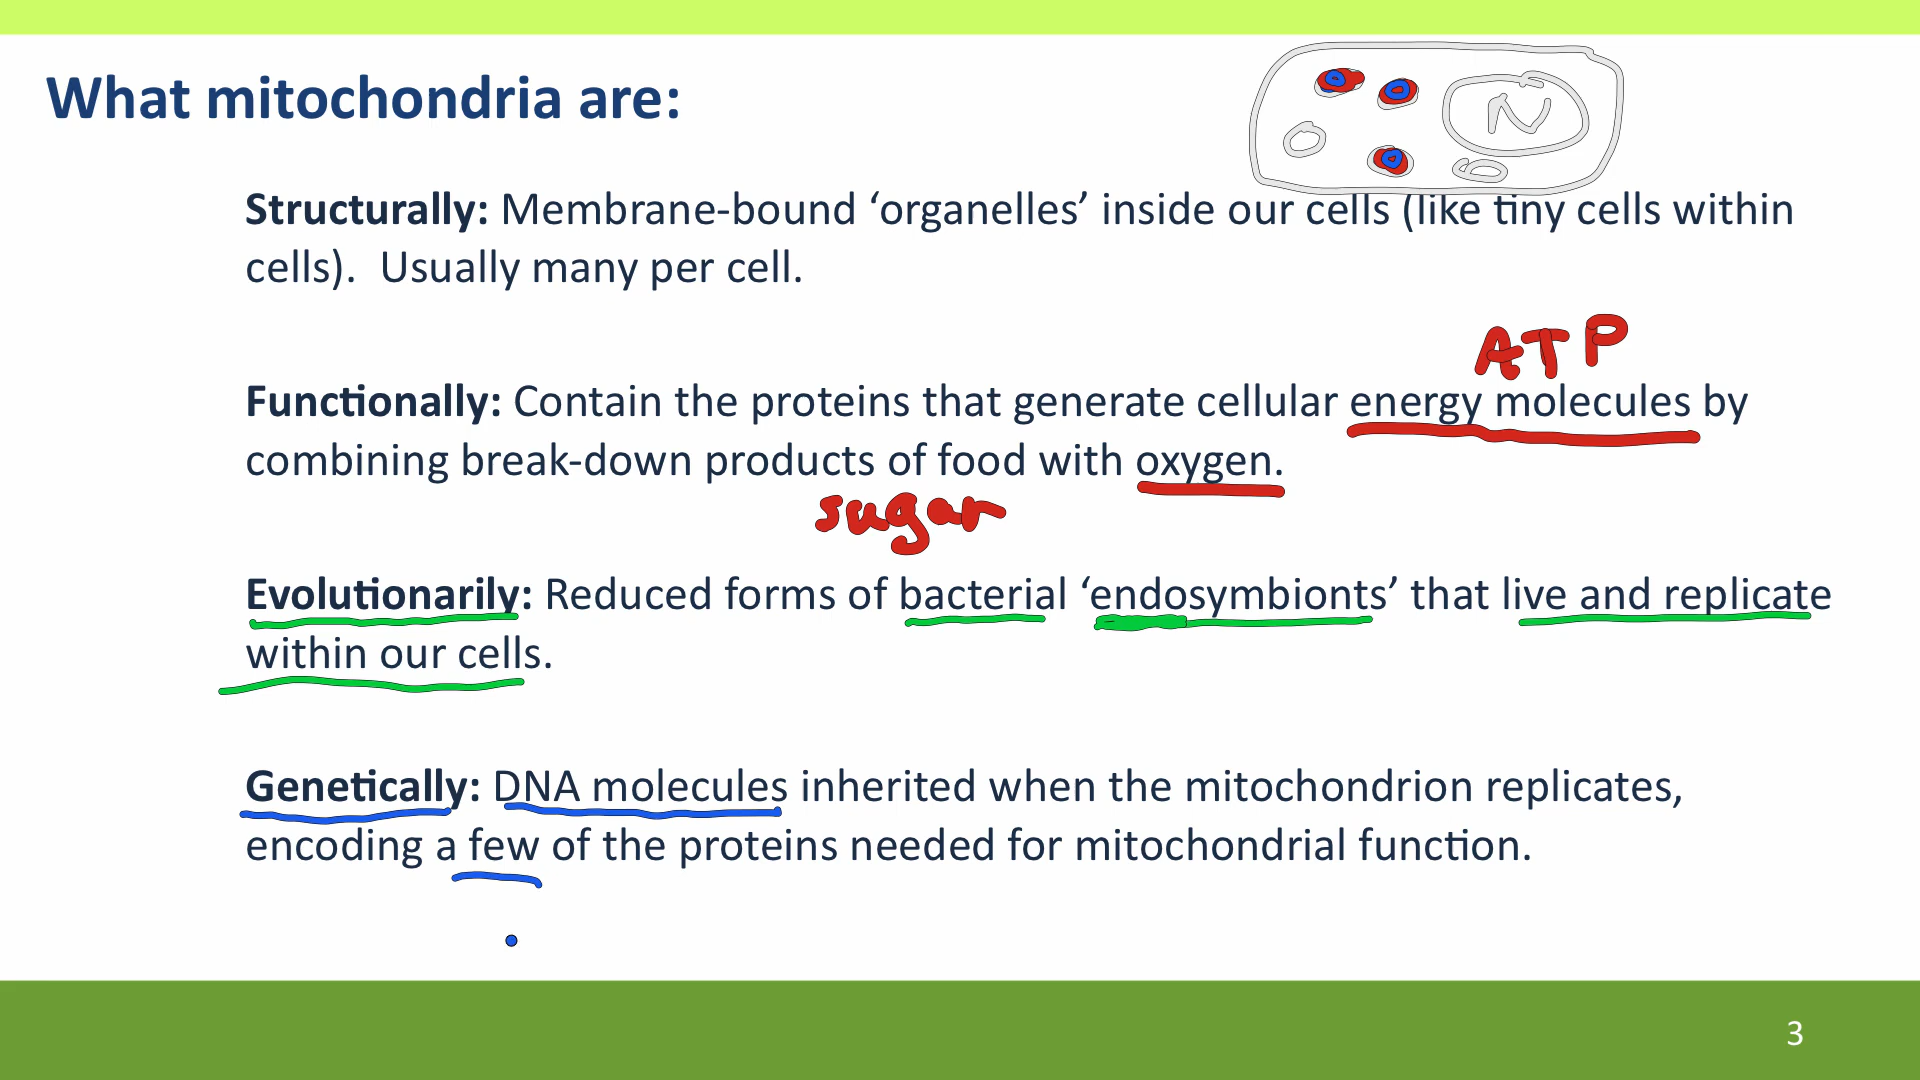 What mitochondria are:
N
Structurally: Membrane-bound ‘organelles’ inside our cells (like tiny cells within
cells).  Usually many per cell.
ATP
Functionally: Contain the proteins that generate cellular energy molecules by
combining break-down products of food with oxygen.
sugar
Evolutionarily: Reduced forms of bacterial ‘endosymbionts’ that live and replicate
within our cells.
Genetically: DNA molecules inherited when the mitochondrion replicates,
encoding a few of the proteins needed for mitochondrial function.
3